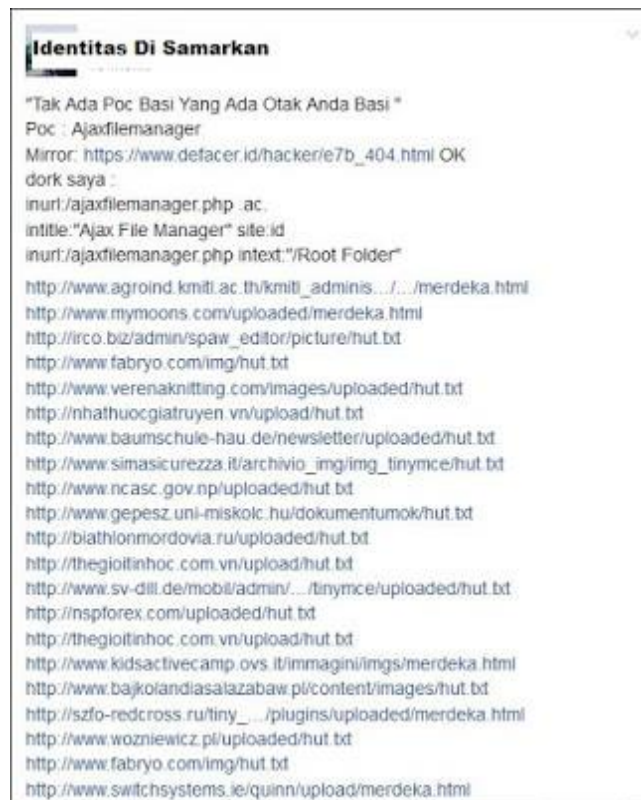 Identitas Di Samarkan
"Tak Ada Poc Basi Yang Ada Otak Anda Basi "
Poc : Ajaxfilemanager
Mirror: https://www.defacer.id/hacker/e7b_404.html OK
dork saya :
inurl:/ajaxfilemanager.php .ac.
intitle:"Ajax File Manager" site:id
inurl:/ajaxfilemanager.php intext:"/Root Folder"
http://www.agroind.kmitl.ac.th/kmitl_adminis.../.../merdeka.html
http://www.mymoons.com/uploaded/merdeka.html
http://irco.biz/admin/spaw_editor/picture/hut.txt
http://www.fabryo.com/img/hut.txt
http://www.verenaknitting.com/images/uploaded/hut.txt
http://nhathuocgiatruyen.vn/upload/hut.txt
http://www.baumschule-hau.de/newsletter/uploaded/hut.txt
http://www.simasicurezza.it/archivio_img/img_tinymce/hut.txt
http://www.ncasc.gov.np/uploaded/hut.txt
http://www.gepesz.uni-miskolc.hu/dokumentumok/hut.txt
http://biathlonmordovia.ru/uploaded/hut.txt
http://thegioitinhoc.com.vn/upload/hut.txt
http://www.sv-dill.de/mobil/admin/.../tinymce/uploaded/hut.txt
http://nspforex.com/uploaded/hut.txt
http://thegioitinhoc.com.vn/upload/hut.txt
http://www.kidsactivecamp.ovs.it/immagini/imgs/merdeka.html
http://www.bajkolandiasalazabaw.pl/content/images/hut.txt
http://szfo-redcross.ru/tiny_.../plugins/uploaded/merdeka.html
http://www.wozniewicz.pl/uploaded/hut.txt
http://www.fabryo.com/img/hut.txt
http://www.switchsystems.ie/quinn/upload/merdeka.html